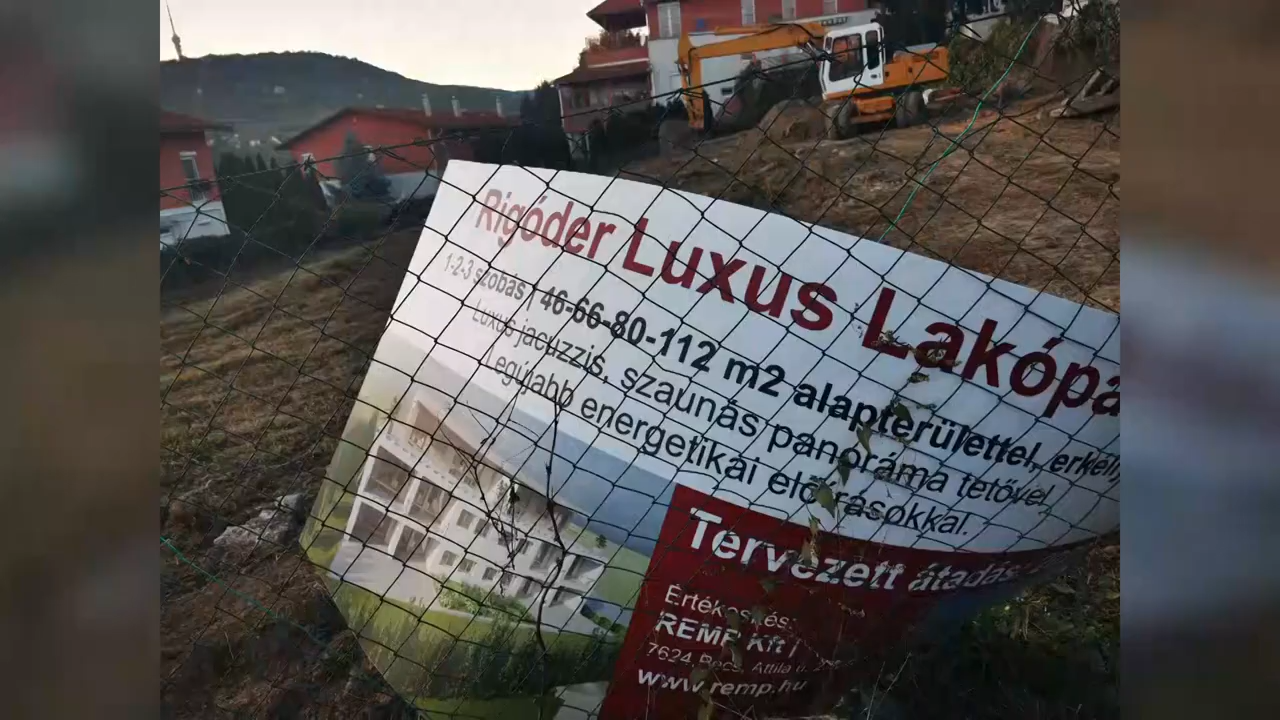 Rigóder Luxus Lakópa
1-2-3 szobás | 46-66-80-112 m2 alapterülettel, erkéll
Luxus jacuzzis, szaunás panoráma tetővel.
Legújabb energetikai előírásokkal.
Tervezett átadás:
Értékesítés:
REMP Kft /
7624 Pécs, Attila u.
www.remp.hu